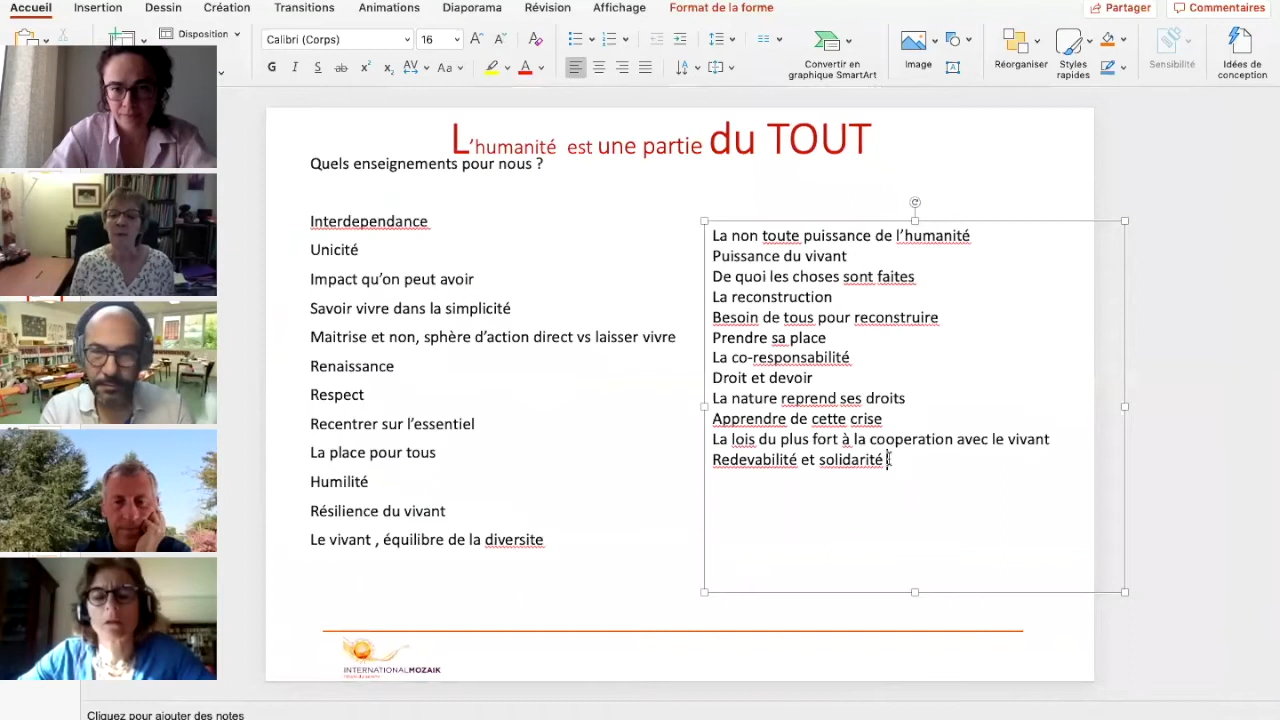 Accueil Insertion Dessin Création Transitions Animations Diaporama Révision Affichage Format de la forme Partager Commentaires
Disposition
Calibri (Corps) 16
G I S ab x² x₂ AV Aa A
Convertir en
graphique SmartArt
Image
Réorganiser
Styles
rapides
Sensibilité
Idées de
conception
L'humanité est une partie du TOUT
Quels enseignements pour nous ?
Interdependance
Unicité
Impact qu'on peut avoir
Savoir vivre dans la simplicité
Maitrise et non, sphère d'action direct vs laisser vivre
Renaissance
Respect
Recentrer sur l'essentiel
La place pour tous
Humilité
Résilience du vivant
Le vivant , équilibre de la diversite
La non toute puissance de l'humanité
Puissance du vivant
De quoi les choses sont faites
La reconstruction
Besoin de tous pour reconstruire
Prendre sa place
La co-responsabilité
Droit et devoir
La nature reprend ses droits
Apprendre de cette crise
La lois du plus fort à la cooperation avec le vivant
Redevabilité et solidarité
INTERNATIONALMOZAIK
Cliquez pour ajouter des notes